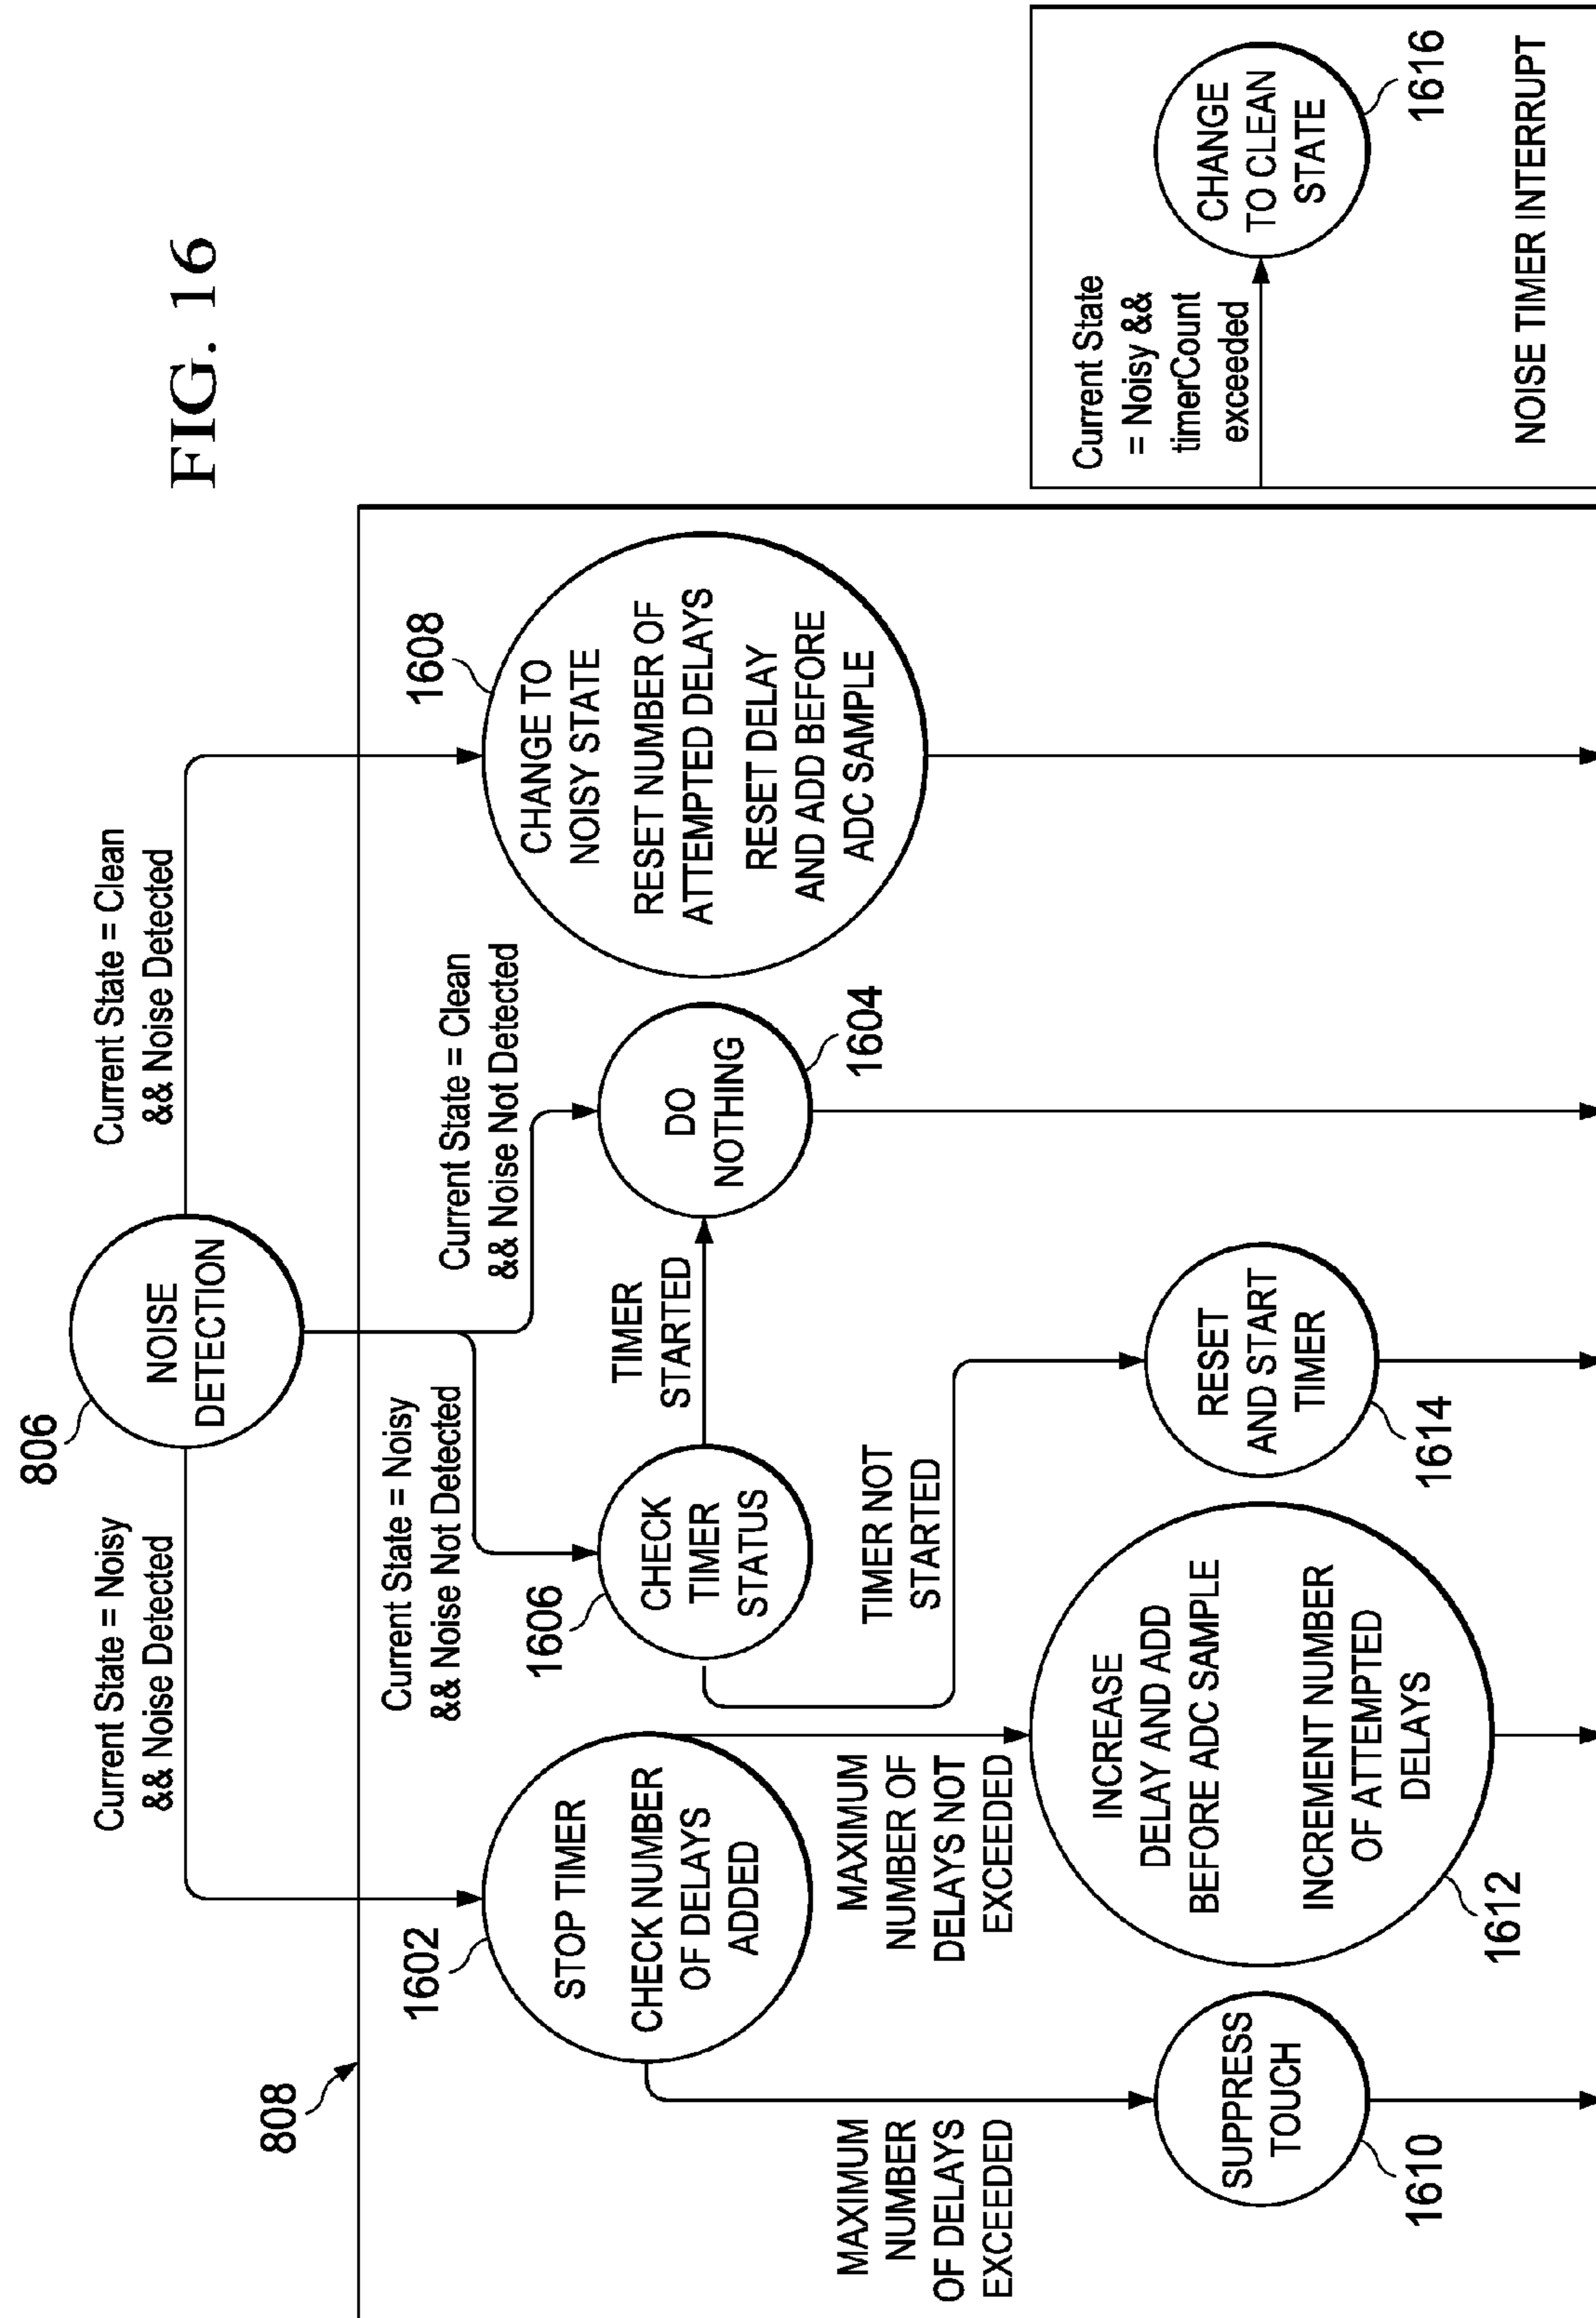 FIG. 16
806
NOISE
DETECTION
Current State = Noisy
&& Noise Detected
Current State = Clean
&& Noise Detected
808
Current State = Noisy
&& Noise Not Detected
Current State = Clean
&& Noise Not Detected
1602
STOP TIMER
CHECK NUMBER
OF DELAYS
ADDED
1606
CHECK
TIMER
STATUS
TIMER
STARTED
DO
NOTHING
1604
1608
CHANGE TO
NOISY STATE
RESET NUMBER OF
ATTEMPTED DELAYS
RESET DELAY
AND ADD BEFORE
ADC SAMPLE
MAXIMUM
NUMBER
OF DELAYS
EXCEEDED
MAXIMUM
NUMBER OF
DELAYS NOT
EXCEEDED
TIMER NOT
STARTED
SUPPRESS
TOUCH
1610
INCREASE
DELAY AND ADD
BEFORE ADC SAMPLE
INCREMENT NUMBER
OF ATTEMPTED
DELAYS
1612
RESET
AND START
TIMER
1614
Current State
= Noisy &&
timerCount
exceeded
CHANGE
TO CLEAN
STATE
1616
NOISE TIMER INTERRUPT